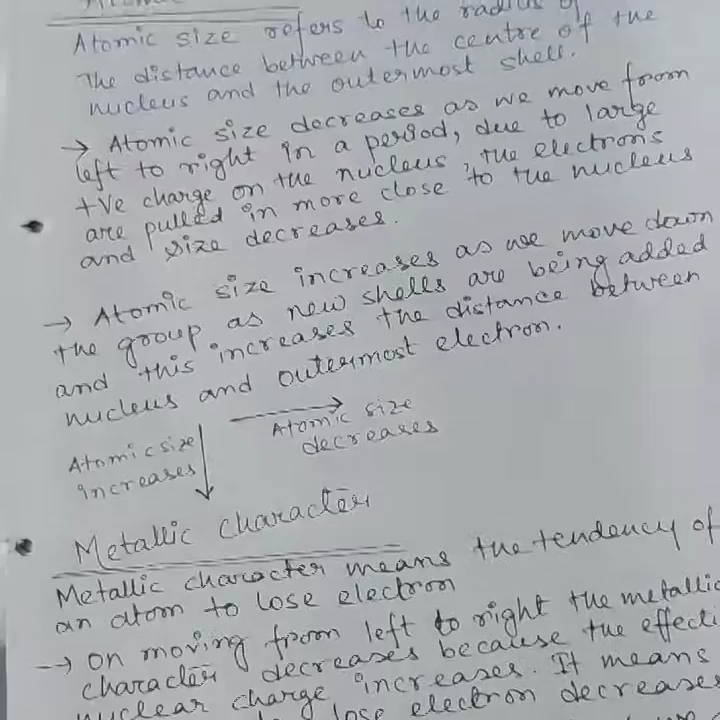 Atomic size refers to the radius of
The distance between the centre of the
nucleus and the outermost shell.
→ Atomic size decreases as we move from
left to right in a period, due to large
+ve charge on the nucleus, the electrons
are pulled in more close to the nucleus
and size decreases.
→ Atomic size increases as we move down
the group as new shells are being added
and this increases the distance between
nucleus and outermost electron.
Atomic size
decreases
Atomic size
increases
Metallic character
Metallic character means the tendency of
an atom to lose electron
→ on moving from left to right the metallic
character decreases because the effecti
nuclear charge increases. It means
lose electron decreases